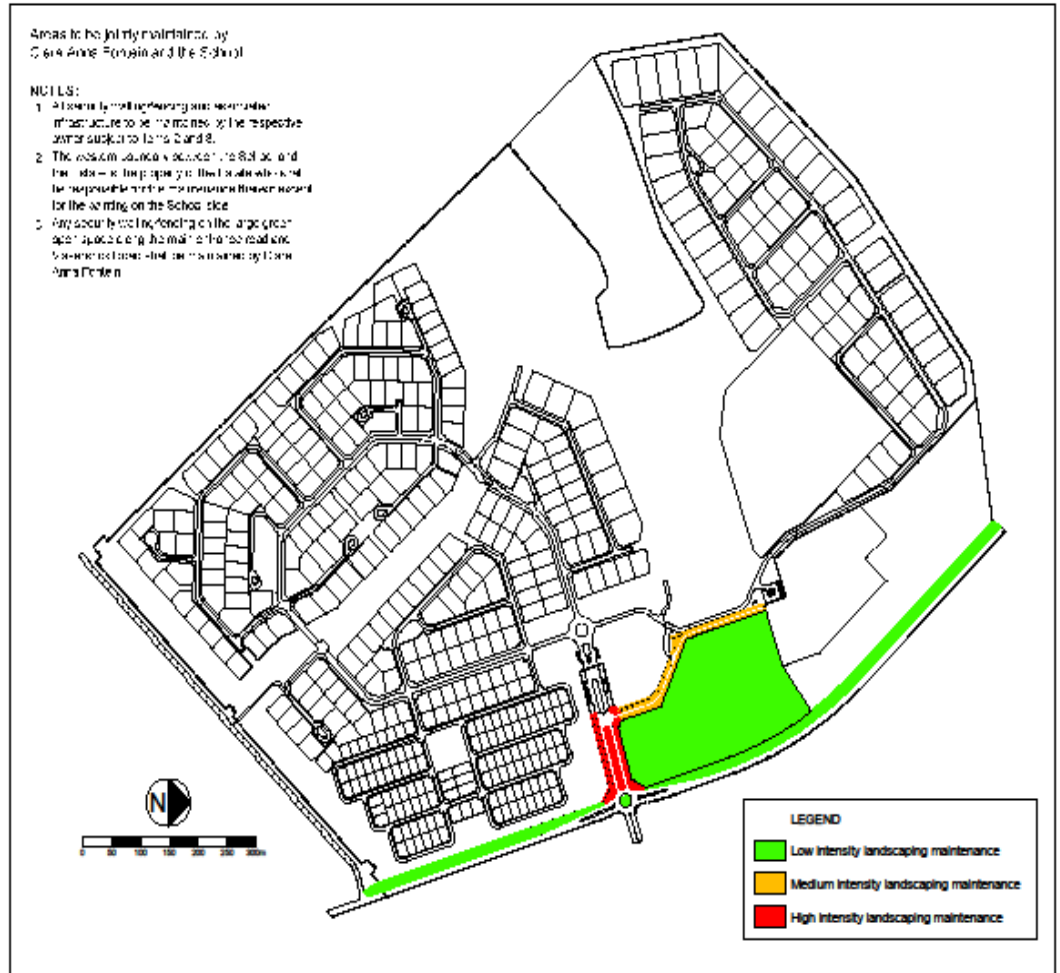 Areas to be jointly maintained by
Clara Anna Fontein and the School
NOTES:
1. All security walling/fencing and associated
infrastructure to be maintained by the respective
owner subject to items 2 and 3.
2. The western boundary between the School and
the Estate is the property of the Estate who shall
be responsible for the maintenance thereof except
for the painting on the School side
3. Any security walling/fencing on the large green
open space along the main entrance road and
Road shall be maintained by Clara
Anna Fontein
N
0 50 100 150 200 250 300m
LEGEND
Low intensity landscaping maintenance
Medium intensity landscaping maintenance
High intensity landscaping maintenance